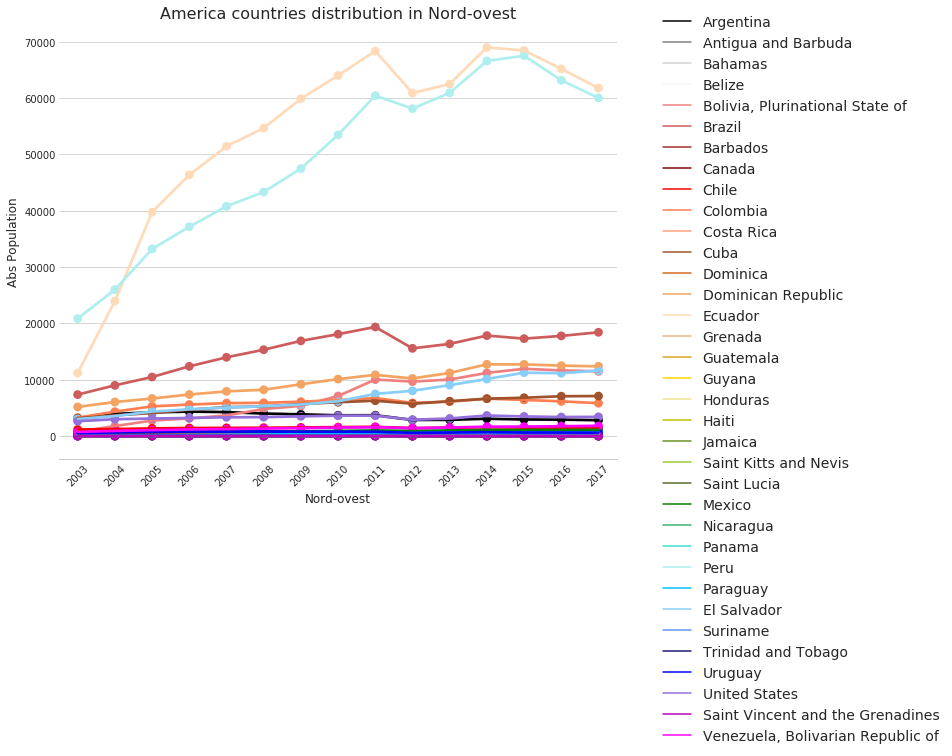 America countries distribution in Nord-ovest
Abs Population
70000
60000
50000
40000
30000
20000
10000
0
2003
2004
2005
2006
2007
2008
2009
2010
2011
2012
2013
2014
2015
2016
2017
Nord-ovest
Argentina
Antigua and Barbuda
Bahamas
Belize
Bolivia, Plurinational State of
Brazil
Barbados
Canada
Chile
Colombia
Costa Rica
Cuba
Dominica
Dominican Republic
Ecuador
Grenada
Guatemala
Guyana
Honduras
Haiti
Jamaica
Saint Kitts and Nevis
Saint Lucia
Mexico
Nicaragua
Panama
Peru
Paraguay
El Salvador
Suriname
Trinidad and Tobago
Uruguay
United States
Saint Vincent and the Grenadines
Venezuela, Bolivarian Republic of